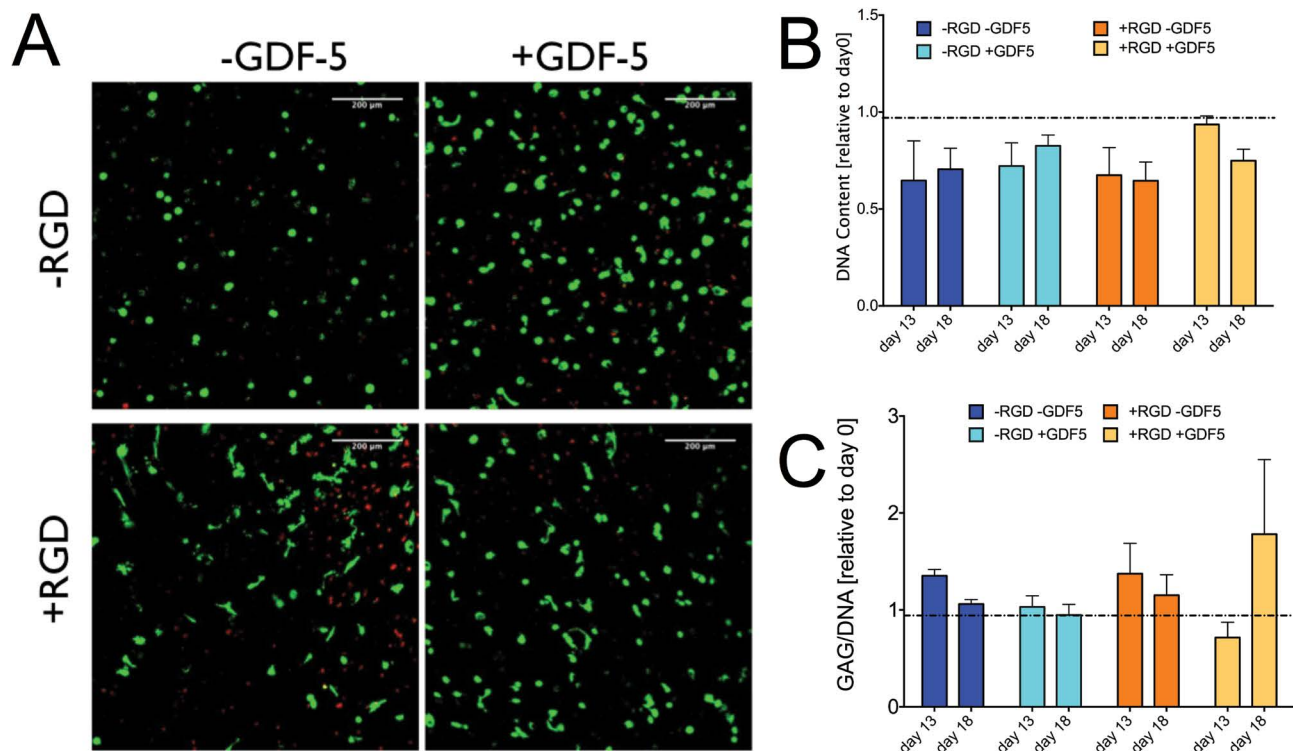 A
-GDF-5
+GDF-5
-RGD
200 µm
200 µm
+RGD
200 µm
200 µm
B
-RGD -GDF5
+RGD -GDF5
-RGD +GDF5
+RGD +GDF5
DNA Content [relative to day0]
1.5
1.0
0.5
0.0
day 13
day 18
day 13
day 18
day 13
day 18
day 13
day 18
C
-RGD -GDF5
+RGD -GDF5
-RGD +GDF5
+RGD +GDF5
GAG/DNA [relative to day 0]
3
2
1
0
day 13
day 18
day 13
day 18
day 13
day 18
day 13
day 18